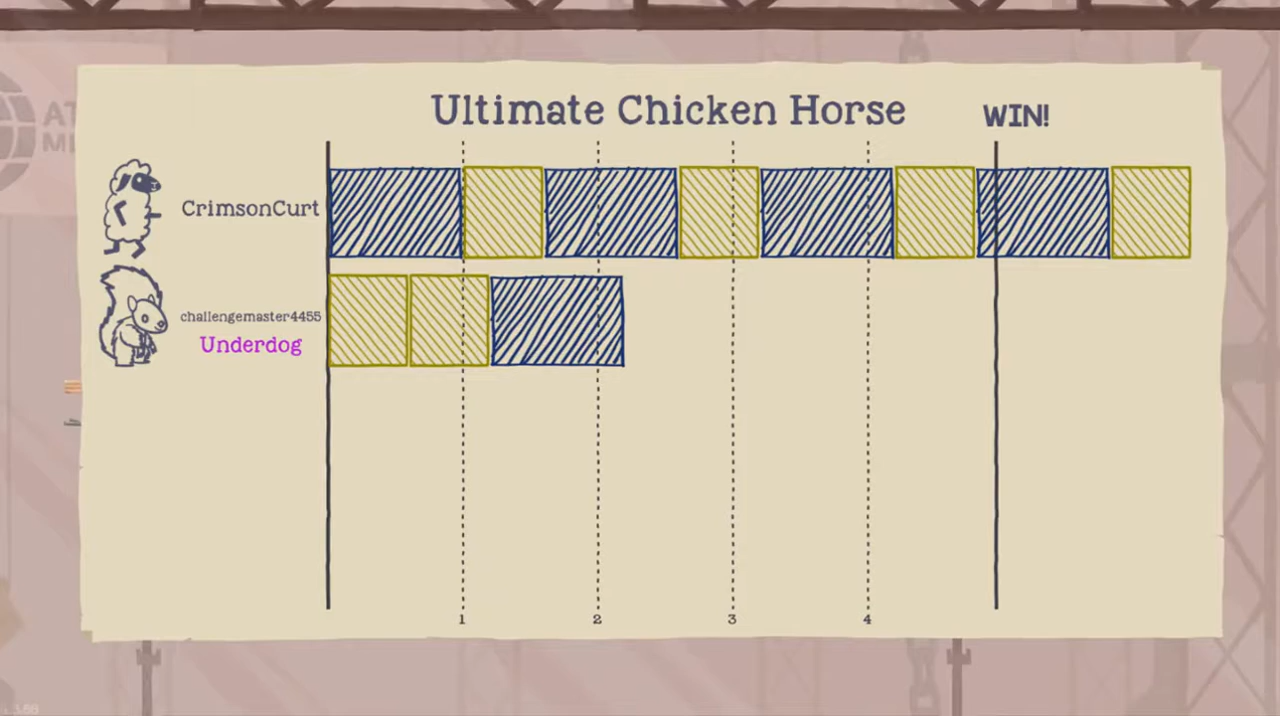 Ultimate Chicken Horse
WIN!
CrimsonCurt
challengemaster4455
Underdog
1 2 3 4